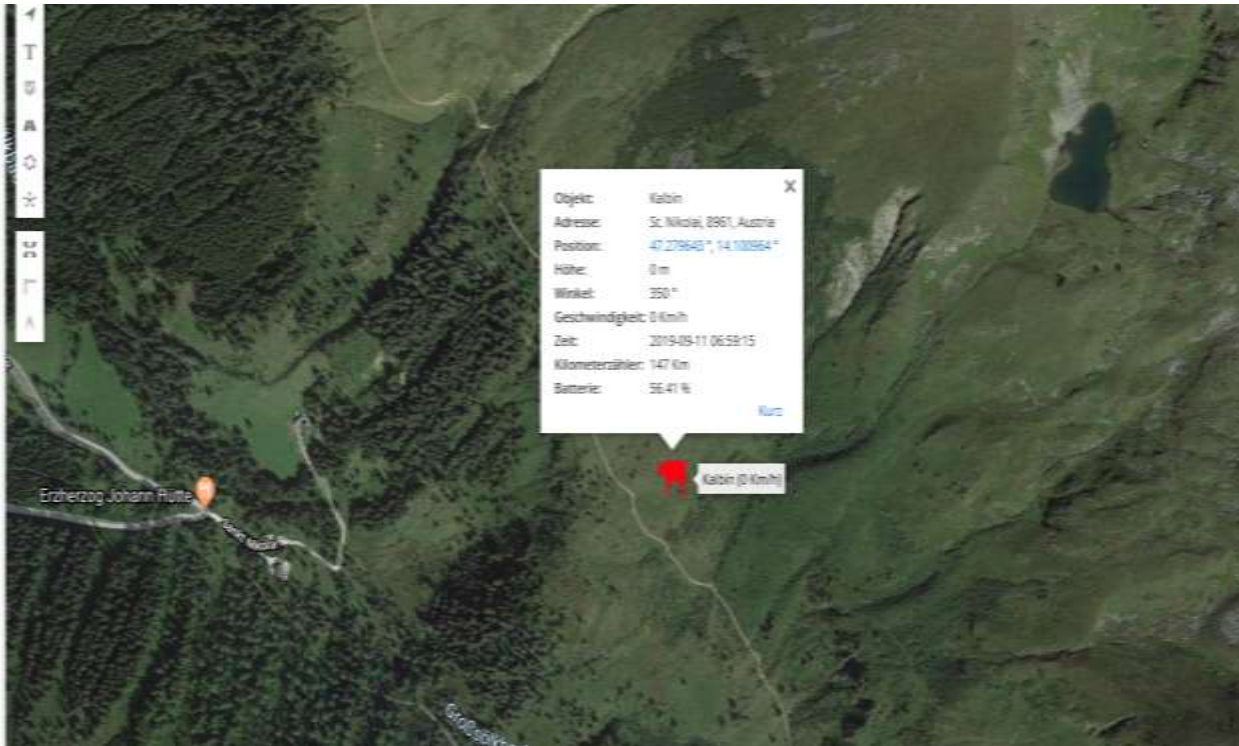 T
Objekt: Kalbin
Adresse: St. Nikolai, 8961, Austria
Position: 47.279643 °, 14.100964 °
Höhe: 0 m
Winkel: 350 °
Geschwindigkeit: 0 Km/h
Zeit: 2019-09-11 06:59:15
Kilometerzähler: 147 Km
Batterie: 56.41 %
Kurz
Kalbin (0 Km/h)
Erzherzog Johann Hütte